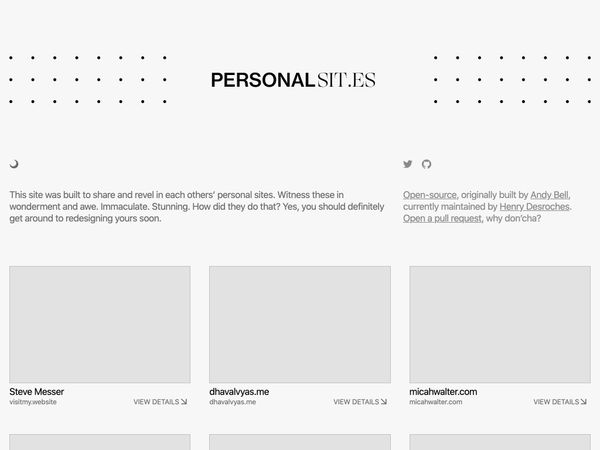 PERSONALSIT.ES
This site was built to share and revel in each others’ personal sites. Witness these in
wonderment and awe. Immaculate. Stunning. How did they do that? Yes, you should definitely
get around to redesigning yours soon.
Open-source, originally built by Andy Bell,
currently maintained by Henry Desroches.
Open a pull request, why don’cha?
Steve Messer
visitmy.website
VIEW DETAILS
dhavalvyas.me
dhavalvyas.me
VIEW DETAILS
micahwalter.com
micahwalter.com
VIEW DETAILS